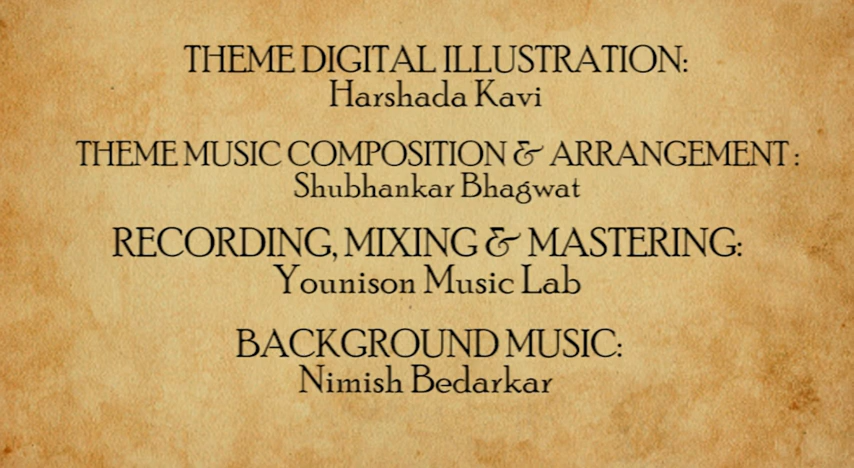 THEME DIGITAL ILLUSTRATION:
Harshada Kavi
THEME MUSIC COMPOSITION & ARRANGEMENT :
Shubhankar Bhagwat
RECORDING, MIXING & MASTERING:
Younison Music Lab
BACKGROUND MUSIC:
Nimish Bedarkar